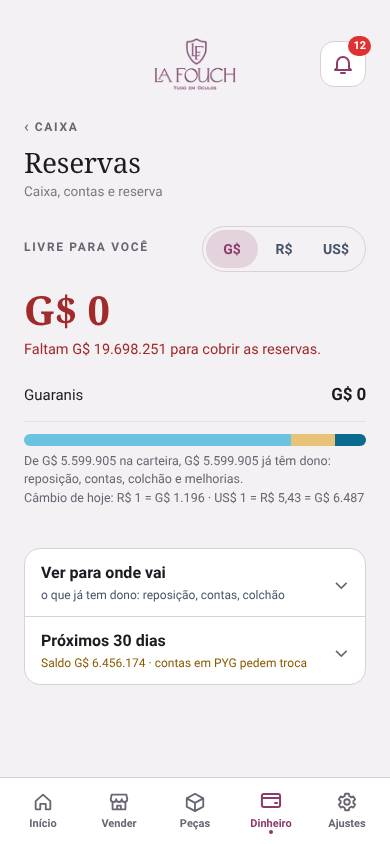 12
LF
LA FOUCH
Tudo em Óculos
‹ CAIXA
Reservas
Caixa, contas e reserva
LIVRE PARA VOCÊ
G$ R$ US$
G$ 0
Faltam G$ 19.698.251 para cobrir as reservas.
Guaranis G$ 0
De G$ 5.599.905 na carteira, G$ 5.599.905 já têm dono:
reposição, contas, colchão e melhorias.
Câmbio de hoje: R$ 1 = G$ 1.196 · US$ 1 = R$ 5,43 = G$ 6.487
Ver para onde vai
o que já tem dono: reposição, contas, colchão
Próximos 30 dias
Saldo G$ 6.456.174 · contas em PYG pedem troca
Início Vender Peças Dinheiro Ajustes